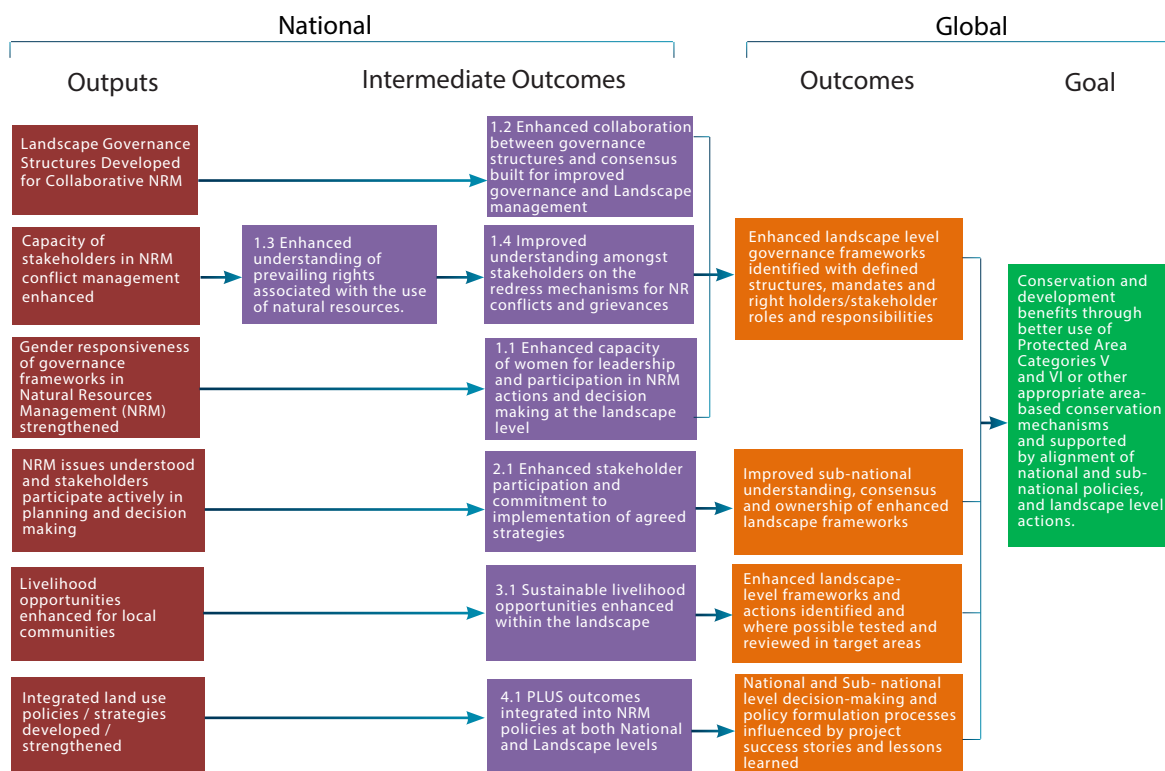 National
Global
Outputs
Intermediate Outcomes
Outcomes
Goal
Landscape Governance
Structures Developed
for Collaborative NRM
1.2 Enhanced collaboration
between governance
structures and consensus
built for improved
governance and Landscape
management
Capacity of
stakeholders in NRM
conflict management
enhanced
1.3 Enhanced
understanding of
prevailing rights
associated with the use
of natural resources.
1.4 Improved
understanding amongst
stakeholders on the
redress mechanisms for NR
conflicts and grievances
Enhanced landscape level
governance frameworks
identified with defined
structures, mandates and
right holders/stakeholder
roles and responsibilities
Conservation and
development
benefits through
better use of
Protected Area
Categories V
and VI or other
appropriate area-
based conservation
mechanisms
and supported
by alignment of
national and sub-
national policies,
and landscape level
actions.
Gender responsiveness
of governance
frameworks in
Natural Resources
Management (NRM)
strengthened
1.1 Enhanced capacity
of women for leadership
and participation in NRM
actions and decision
making at the landscape
level
NRM issues understood
and stakeholders
participate actively in
planning and decision
making
2.1 Enhanced stakeholder
participation and
commitment to
implementation of agreed
strategies
Improved sub-national
understanding, consensus
and ownership of enhanced
landscape frameworks
Livelihood
opportunities
enhanced for local
communities
3.1 Sustainable livelihood
opportunities enhanced
within the landscape
Enhanced landscape-
level frameworks and
actions identified and
where possible tested and
reviewed in target areas
Integrated land use
policies / strategies
developed /
strengthened
4.1 PLUS outcomes
integrated into NRM
policies at both National
and Landscape levels
National and Sub- national
level decision-making and
policy formulation processes
influenced by project
success stories and lessons
learned